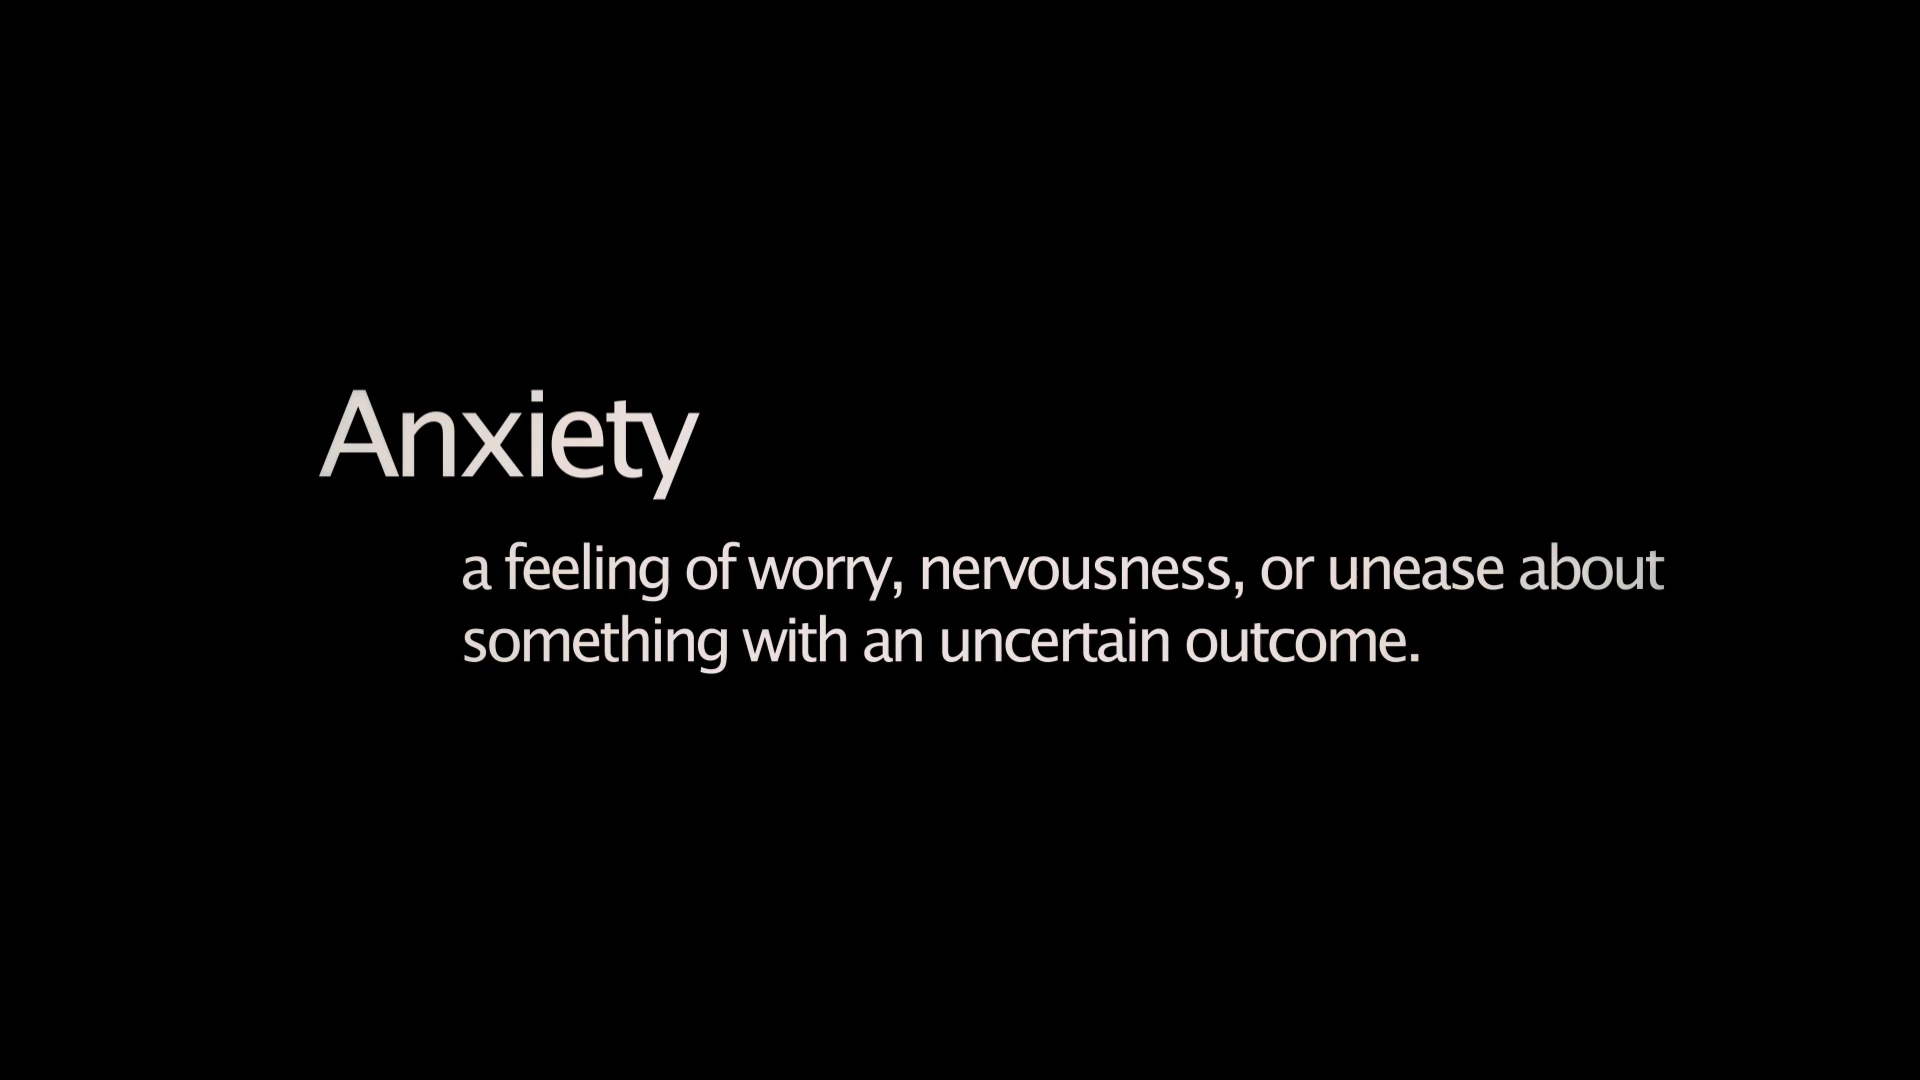 Anxiety
a feeling of worry, nervousness, or unease about
something with an uncertain outcome.